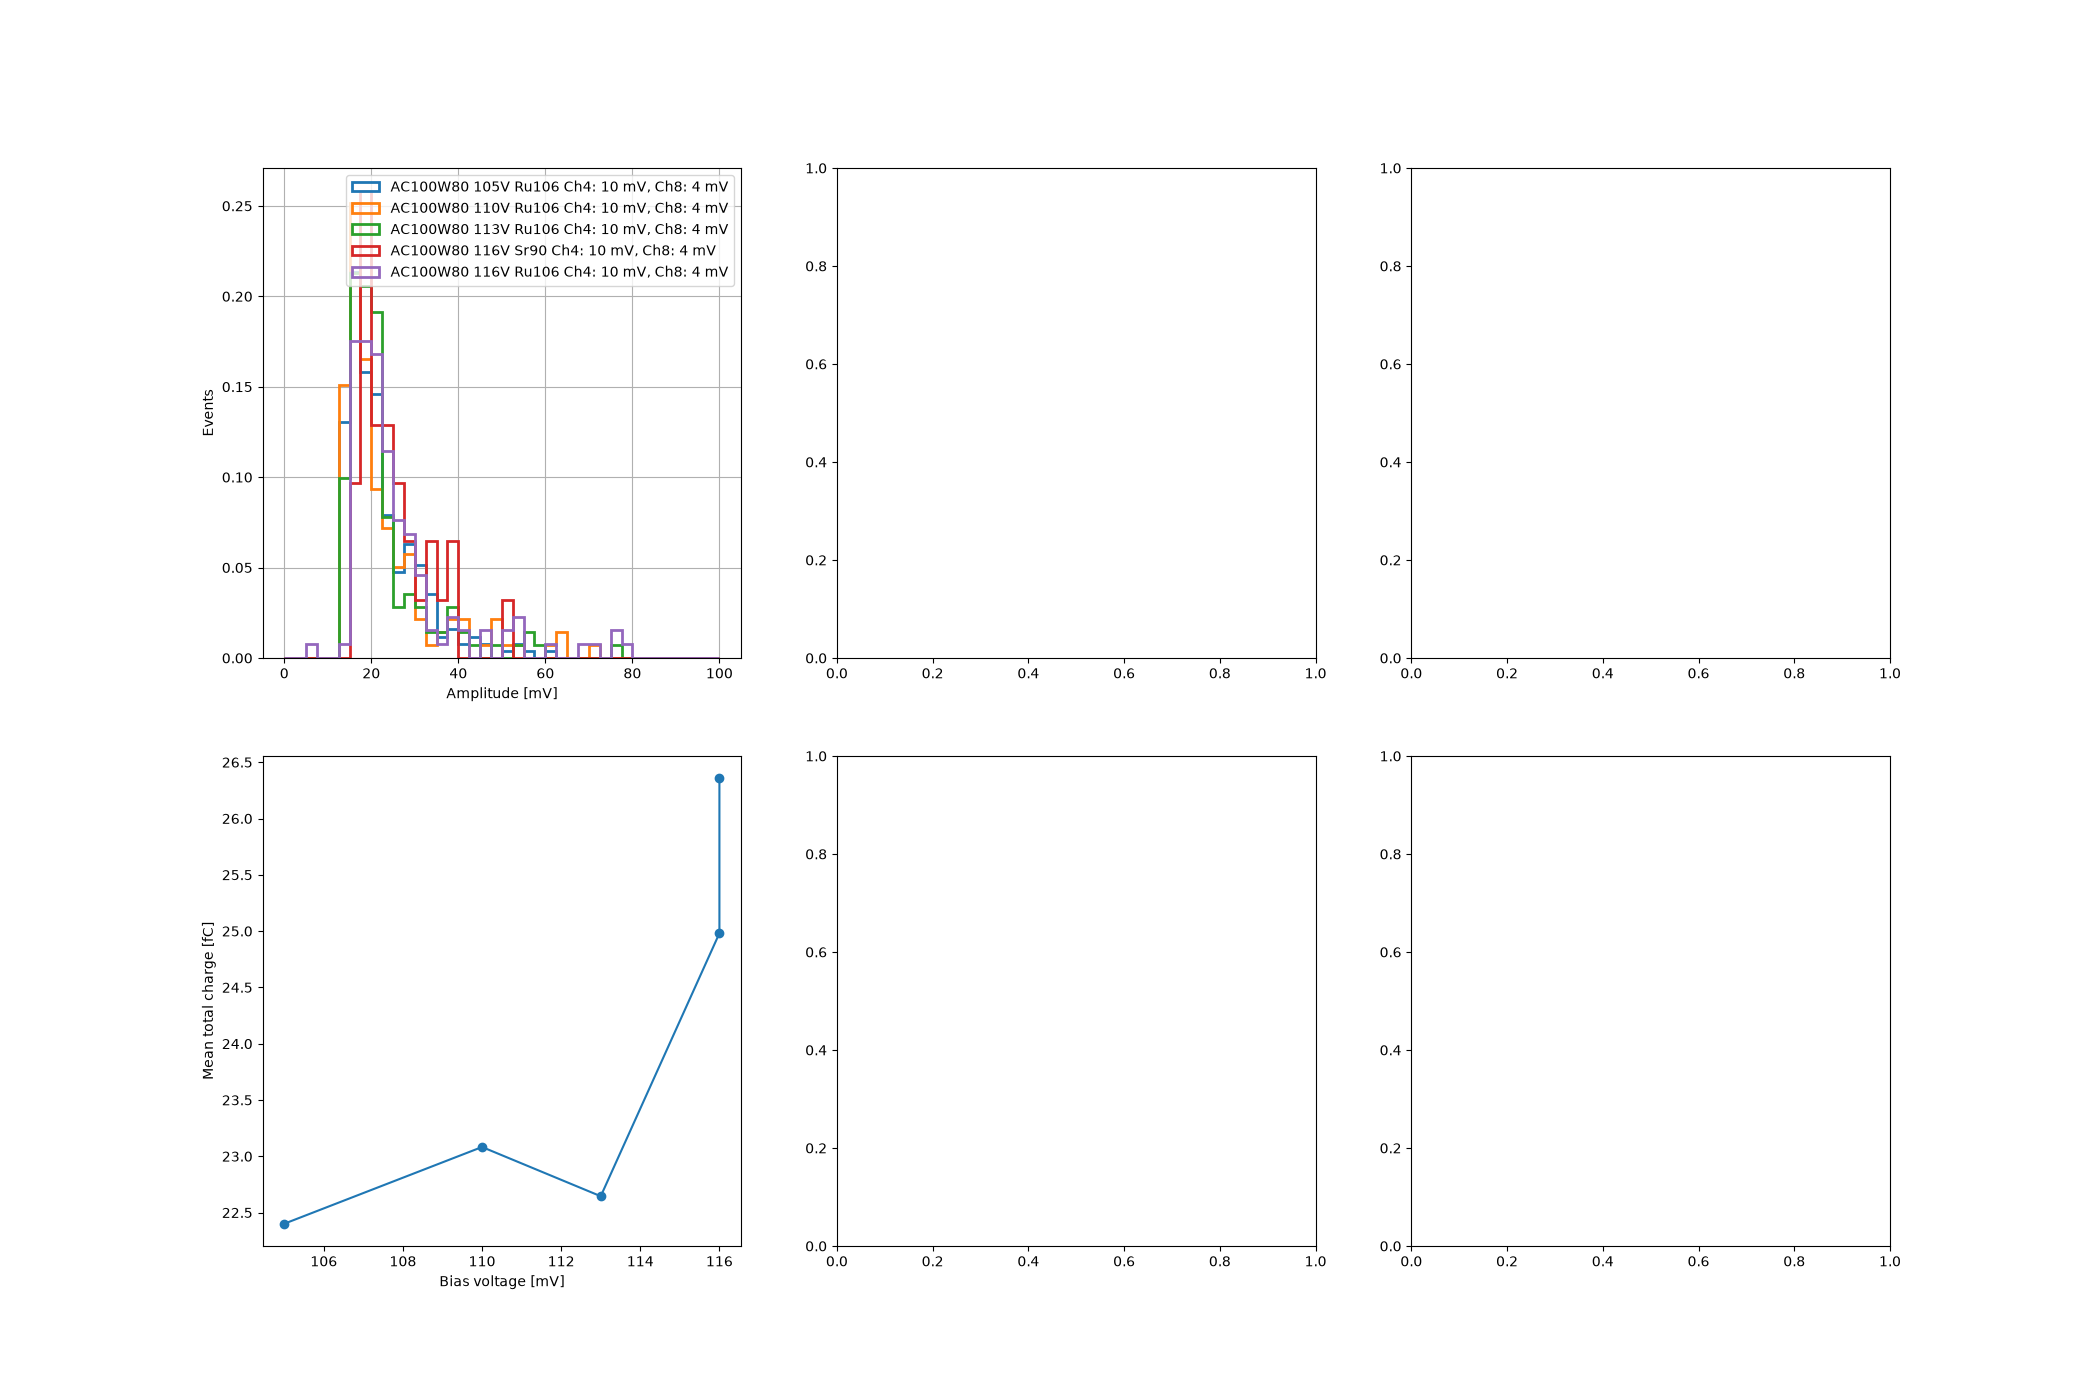 AC100W80 105V Ru106 Ch4: 10 mV, Ch8: 4 mV
AC100W80 110V Ru106 Ch4: 10 mV, Ch8: 4 mV
AC100W80 113V Ru106 Ch4: 10 mV, Ch8: 4 mV
AC100W80 116V Sr90 Ch4: 10 mV, Ch8: 4 mV
AC100W80 116V Ru106 Ch4: 10 mV, Ch8: 4 mV
Events
0.25
0.20
0.15
0.10
0.05
0.00
0 20 40 60 80 100
Amplitude [mV]
1.0
0.8
0.6
0.4
0.2
0.0
0.0 0.2 0.4 0.6 0.8 1.0
1.0
0.8
0.6
0.4
0.2
0.0
0.0 0.2 0.4 0.6 0.8 1.0
Mean total charge [fC]
26.5
26.0
25.5
25.0
24.5
24.0
23.5
23.0
22.5
106 108 110 112 114 116
Bias voltage [mV]
1.0
0.8
0.6
0.4
0.2
0.0
0.0 0.2 0.4 0.6 0.8 1.0
1.0
0.8
0.6
0.4
0.2
0.0
0.0 0.2 0.4 0.6 0.8 1.0